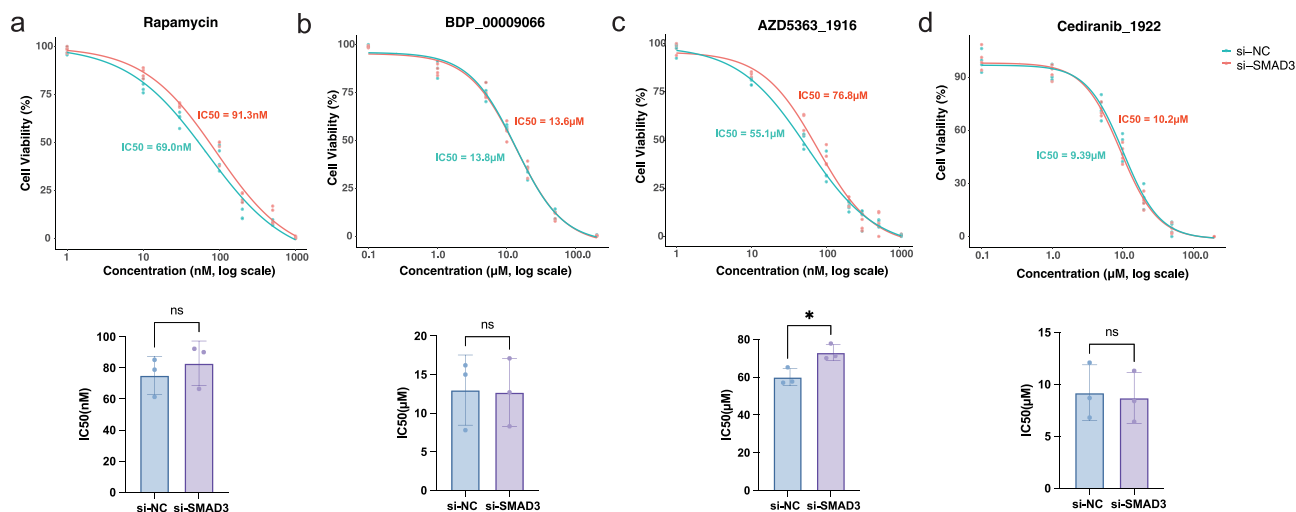 a
Rapamycin
100
75
50
25
0
Cell Viability (%)
IC50 = 91.3nM
IC50 = 69.0nM
1
10
100
1000
Concentration (nM, log scale)
b
BDP_00009066
100
75
50
25
0
Cell Viability (%)
IC50 = 13.6µM
IC50 = 13.8µM
0.1
1.0
10.0
100.0
Concentration (µM, log scale)
c
AZD5363_1916
100
75
50
25
0
Cell Viability (%)
IC50 = 76.8µM
IC50 = 55.1µM
1
10
100
1000
Concentration (nM, log scale)
d
Cediranib_1922
90
60
30
0
Cell Viability (%)
IC50 = 10.2µM
IC50 = 9.39µM
0.1
1.0
10.0
100.0
Concentration (µM, log scale)
si–NC
si–SMAD3
ns
100
80
60
40
20
0
IC50(nM)
si-NC
si-SMAD3
ns
20
15
10
5
0
IC50(µM)
si-NC
si-SMAD3
*
80
60
40
20
0
IC50(µM)
si-NC
si-SMAD3
ns
15
10
5
0
IC50(µM)
si-NC
si-SMAD3